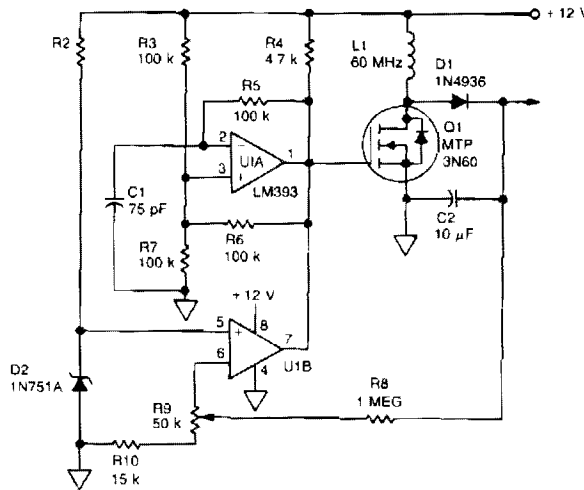 + 12 V
R2
R3
100 k
R4
4.7 k
L1
60 MHz
D1
1N4936
R5
100 k
Q1
MTP
3N60
2
−
U1A
1
3
+
LM393
C1
75 pF
R6
100 k
C2
10 µF
R7
100 k
+ 12 V
5
+
8
7
6
4
U1B
D2
1N751A
R9
50 k
R8
1 MEG
R10
15 k